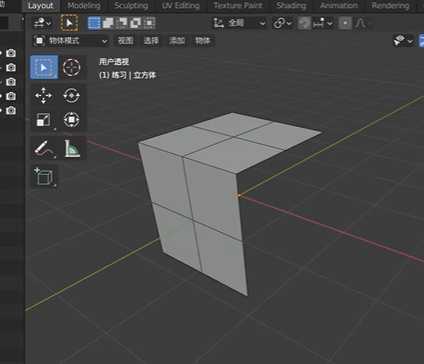 助 Layout Modeling Sculpting UV Editing Texture Paint Shading Animation Rendering
全局
物体模式 视图 选择 添加 物体
用户透视
(1) 练习 | 立方体